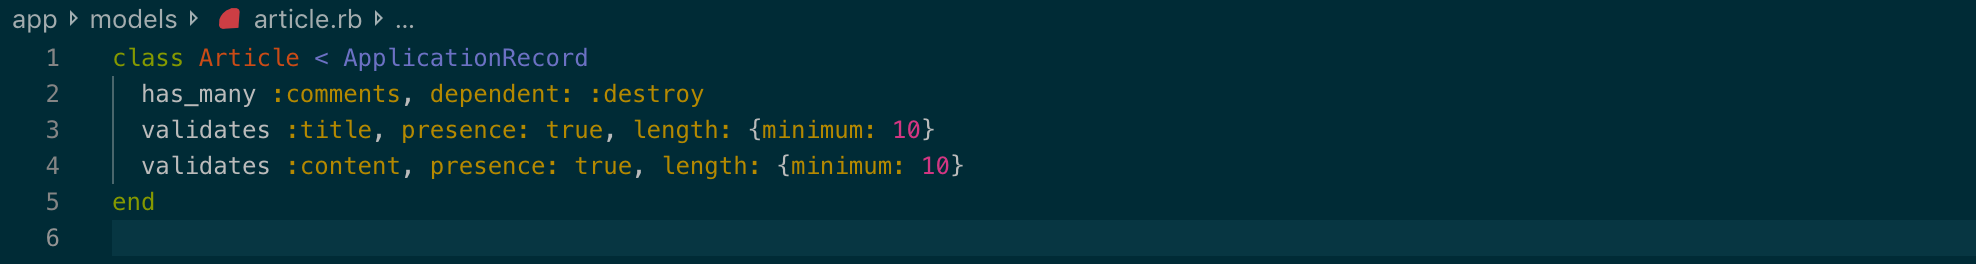 app > models > article.rb > ...
1 class Article < ApplicationRecord
2 has_many :comments, dependent: :destroy
3 validates :title, presence: true, length: {minimum: 10}
4 validates :content, presence: true, length: {minimum: 10}
5 end
6